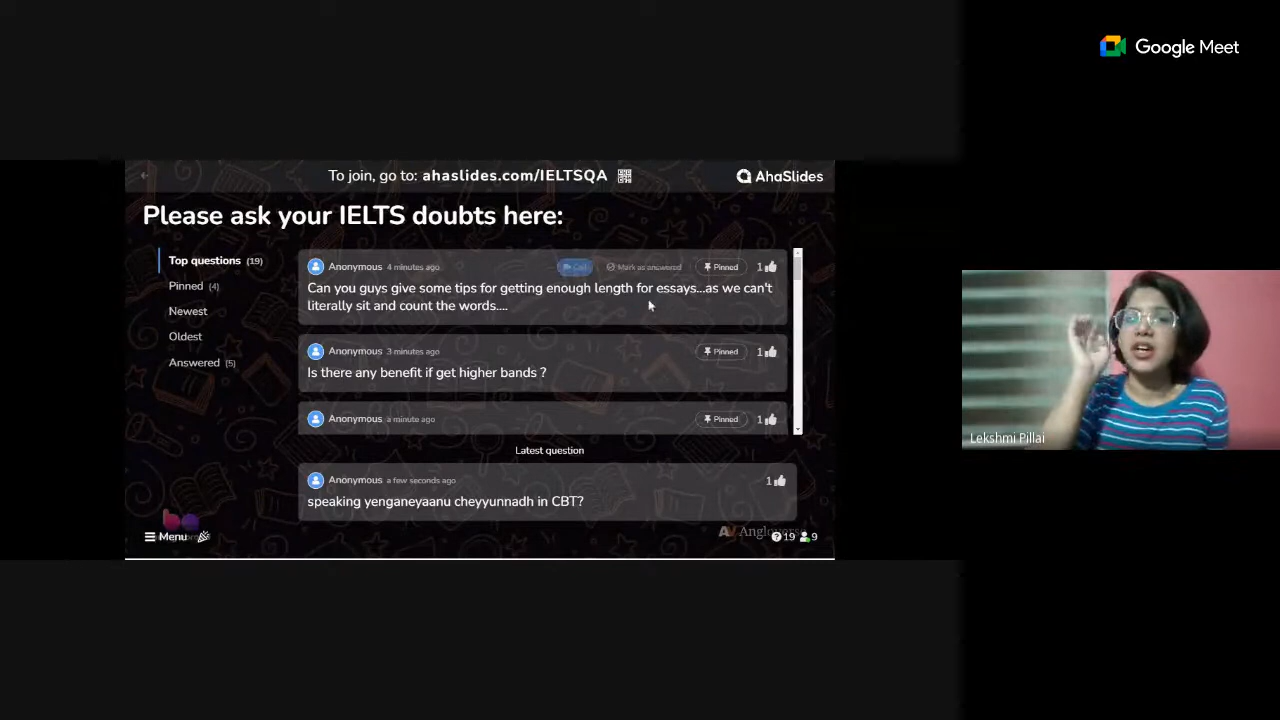 Google Meet
To join, go to: ahaslides.com/IELTSQA
AhaSlides
Please ask your IELTS doubts here:
Top questions (19)
Pinned (4)
Newest
Oldest
Answered (5)
Anonymous 4 minutes ago Mark as answered Pinned 1
Can you guys give some tips for getting enough length for essays...as we can't
literally sit and count the words....
Anonymous 3 minutes ago Pinned 1
Is there any benefit if get higher bands ?
Anonymous a minute ago Pinned 1
Latest question
Anonymous a few seconds ago 1
speaking yenganeyaanu cheyyunnadh in CBT?
Menu
19 9
Lekshmi Pillai